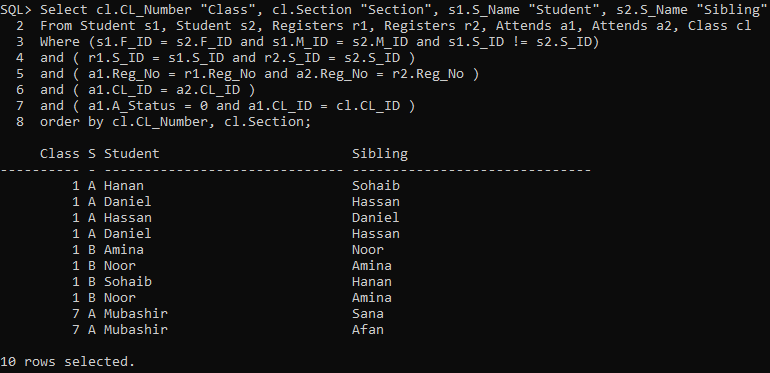 SQL> Select cl.CL_Number "Class", cl.Section "Section", s1.S_Name "Student", s2.S_Name "Sibling"
2 From Student s1, Student s2, Registers r1, Registers r2, Attends a1, Attends a2, Class cl
3 Where (s1.F_ID = s2.F_ID and s1.M_ID = s2.M_ID and s1.S_ID != s2.S_ID)
4 and ( r1.S_ID = s1.S_ID and r2.S_ID = s2.S_ID )
5 and ( a1.Reg_No = r1.Reg_No and a2.Reg_No = r2.Reg_No )
6 and ( a1.CL_ID = a2.CL_ID )
7 and ( a1.A_Status = 0 and a1.CL_ID = cl.CL_ID )
8 order by cl.CL_Number, cl.Section;
Class S Student Sibling
---------- - ------------------------------ ------------------------------
1 A Hanan Sohaib
1 A Daniel Hassan
1 A Hassan Daniel
1 A Daniel Hassan
1 B Amina Noor
1 B Noor Amina
1 B Sohaib Hanan
1 B Noor Amina
7 A Mubashir Sana
7 A Mubashir Afan
10 rows selected.